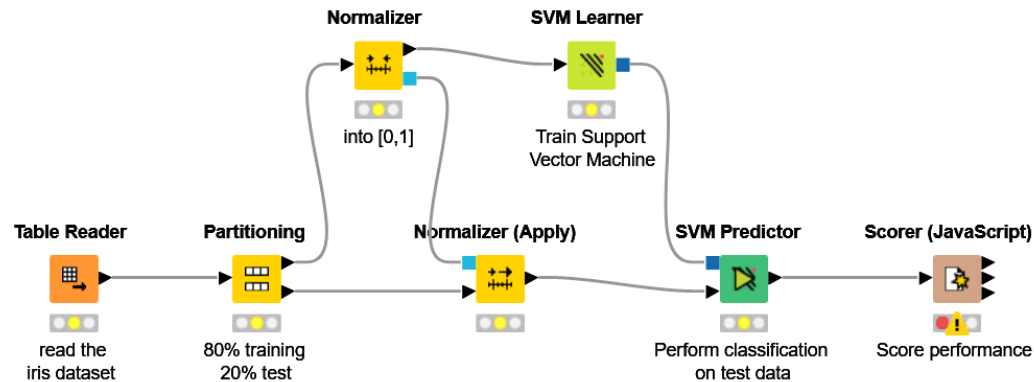 Normalizer
SVM Learner
into [0,1]
Train Support
Vector Machine
Table Reader
Partitioning
Normalizer (Apply)
SVM Predictor
Scorer (JavaScript)
read the
iris dataset
80% training
20% test
Perform classification
on test data
Score performance